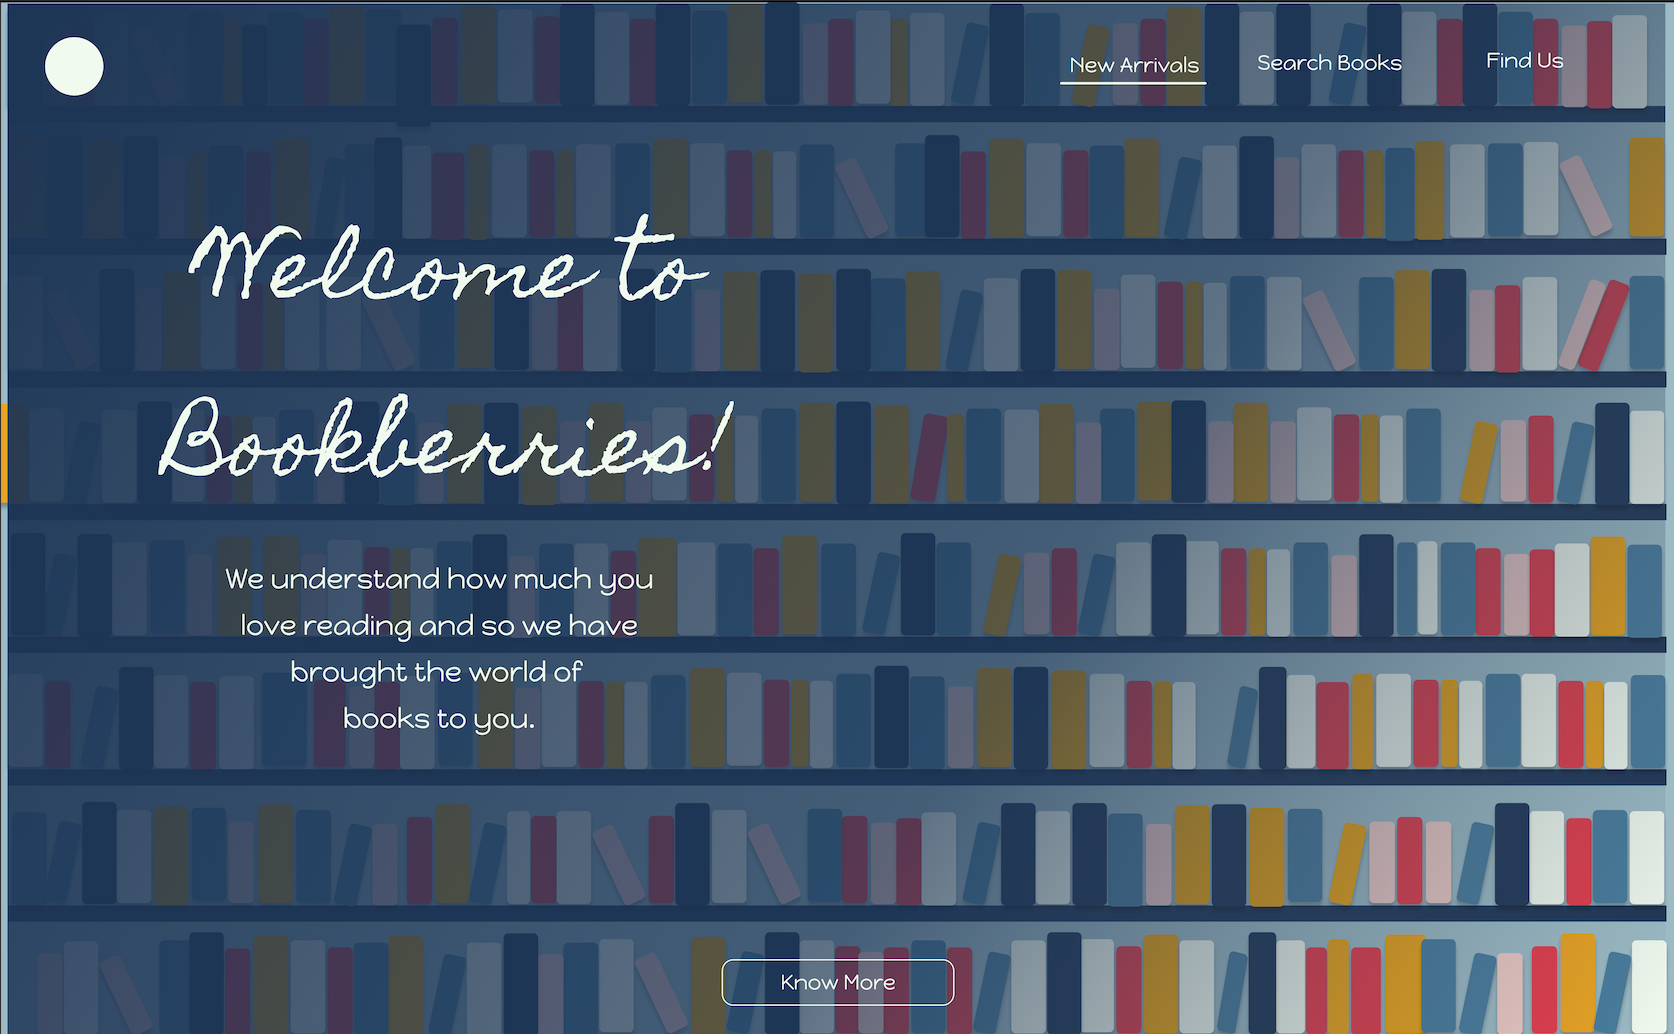 New Arrivals
Search Books
Find Us
Welcome to
Bookberries!
We understand how much you
love reading and so we have
brought the world of
books to you.
Know More